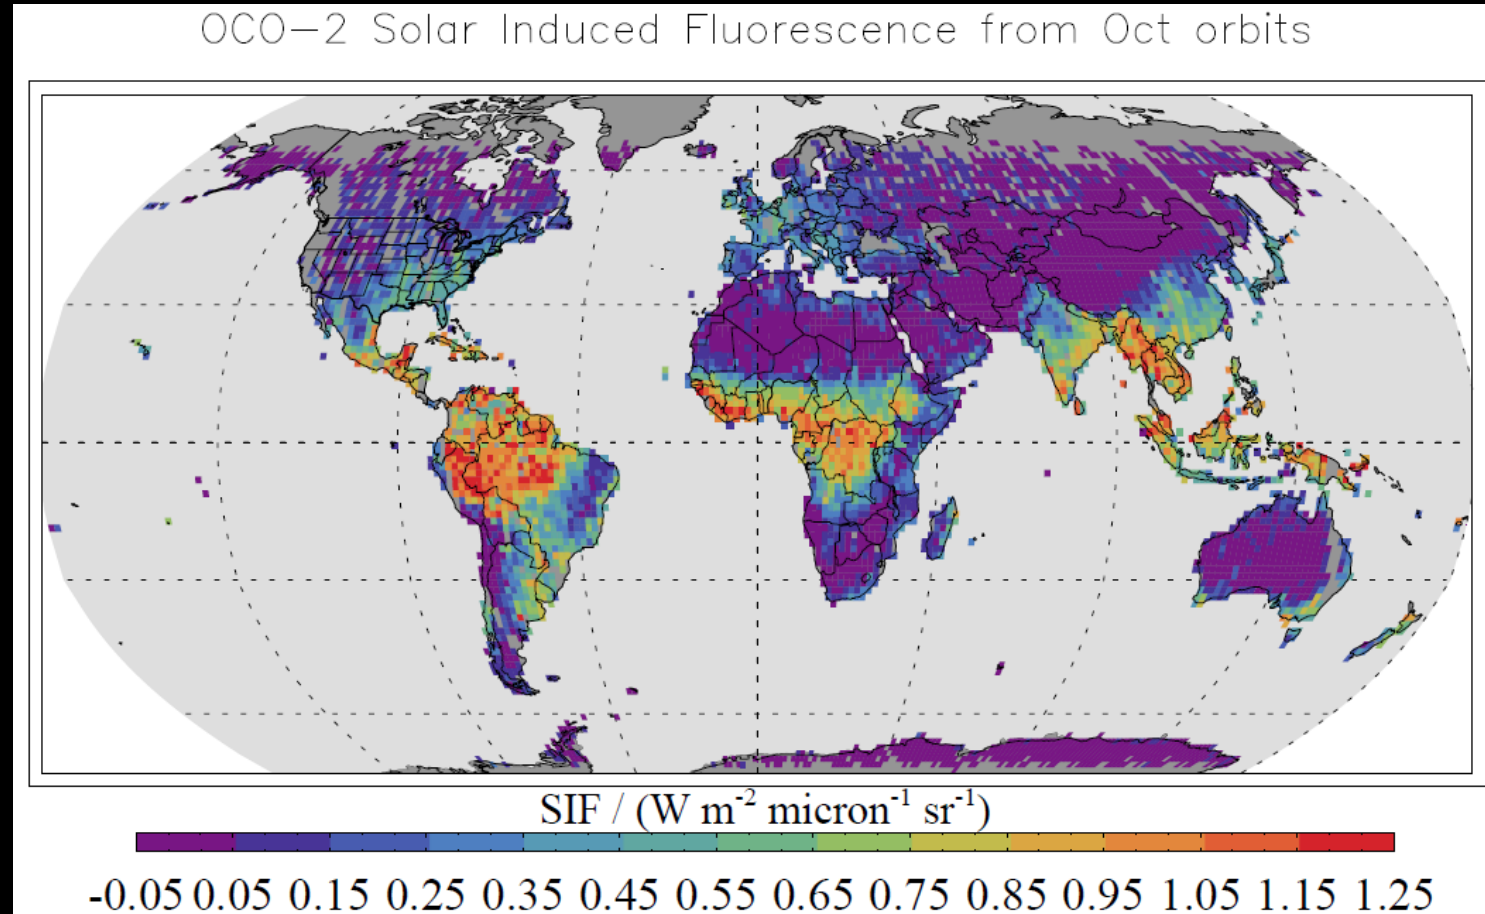 OCO-2 Solar Induced Fluorescence from Oct orbits
SIF / (W m⁻² micron⁻¹ sr⁻¹)
-0.05 0.05 0.15 0.25 0.35 0.45 0.55 0.65 0.75 0.85 0.95 1.05 1.15 1.25